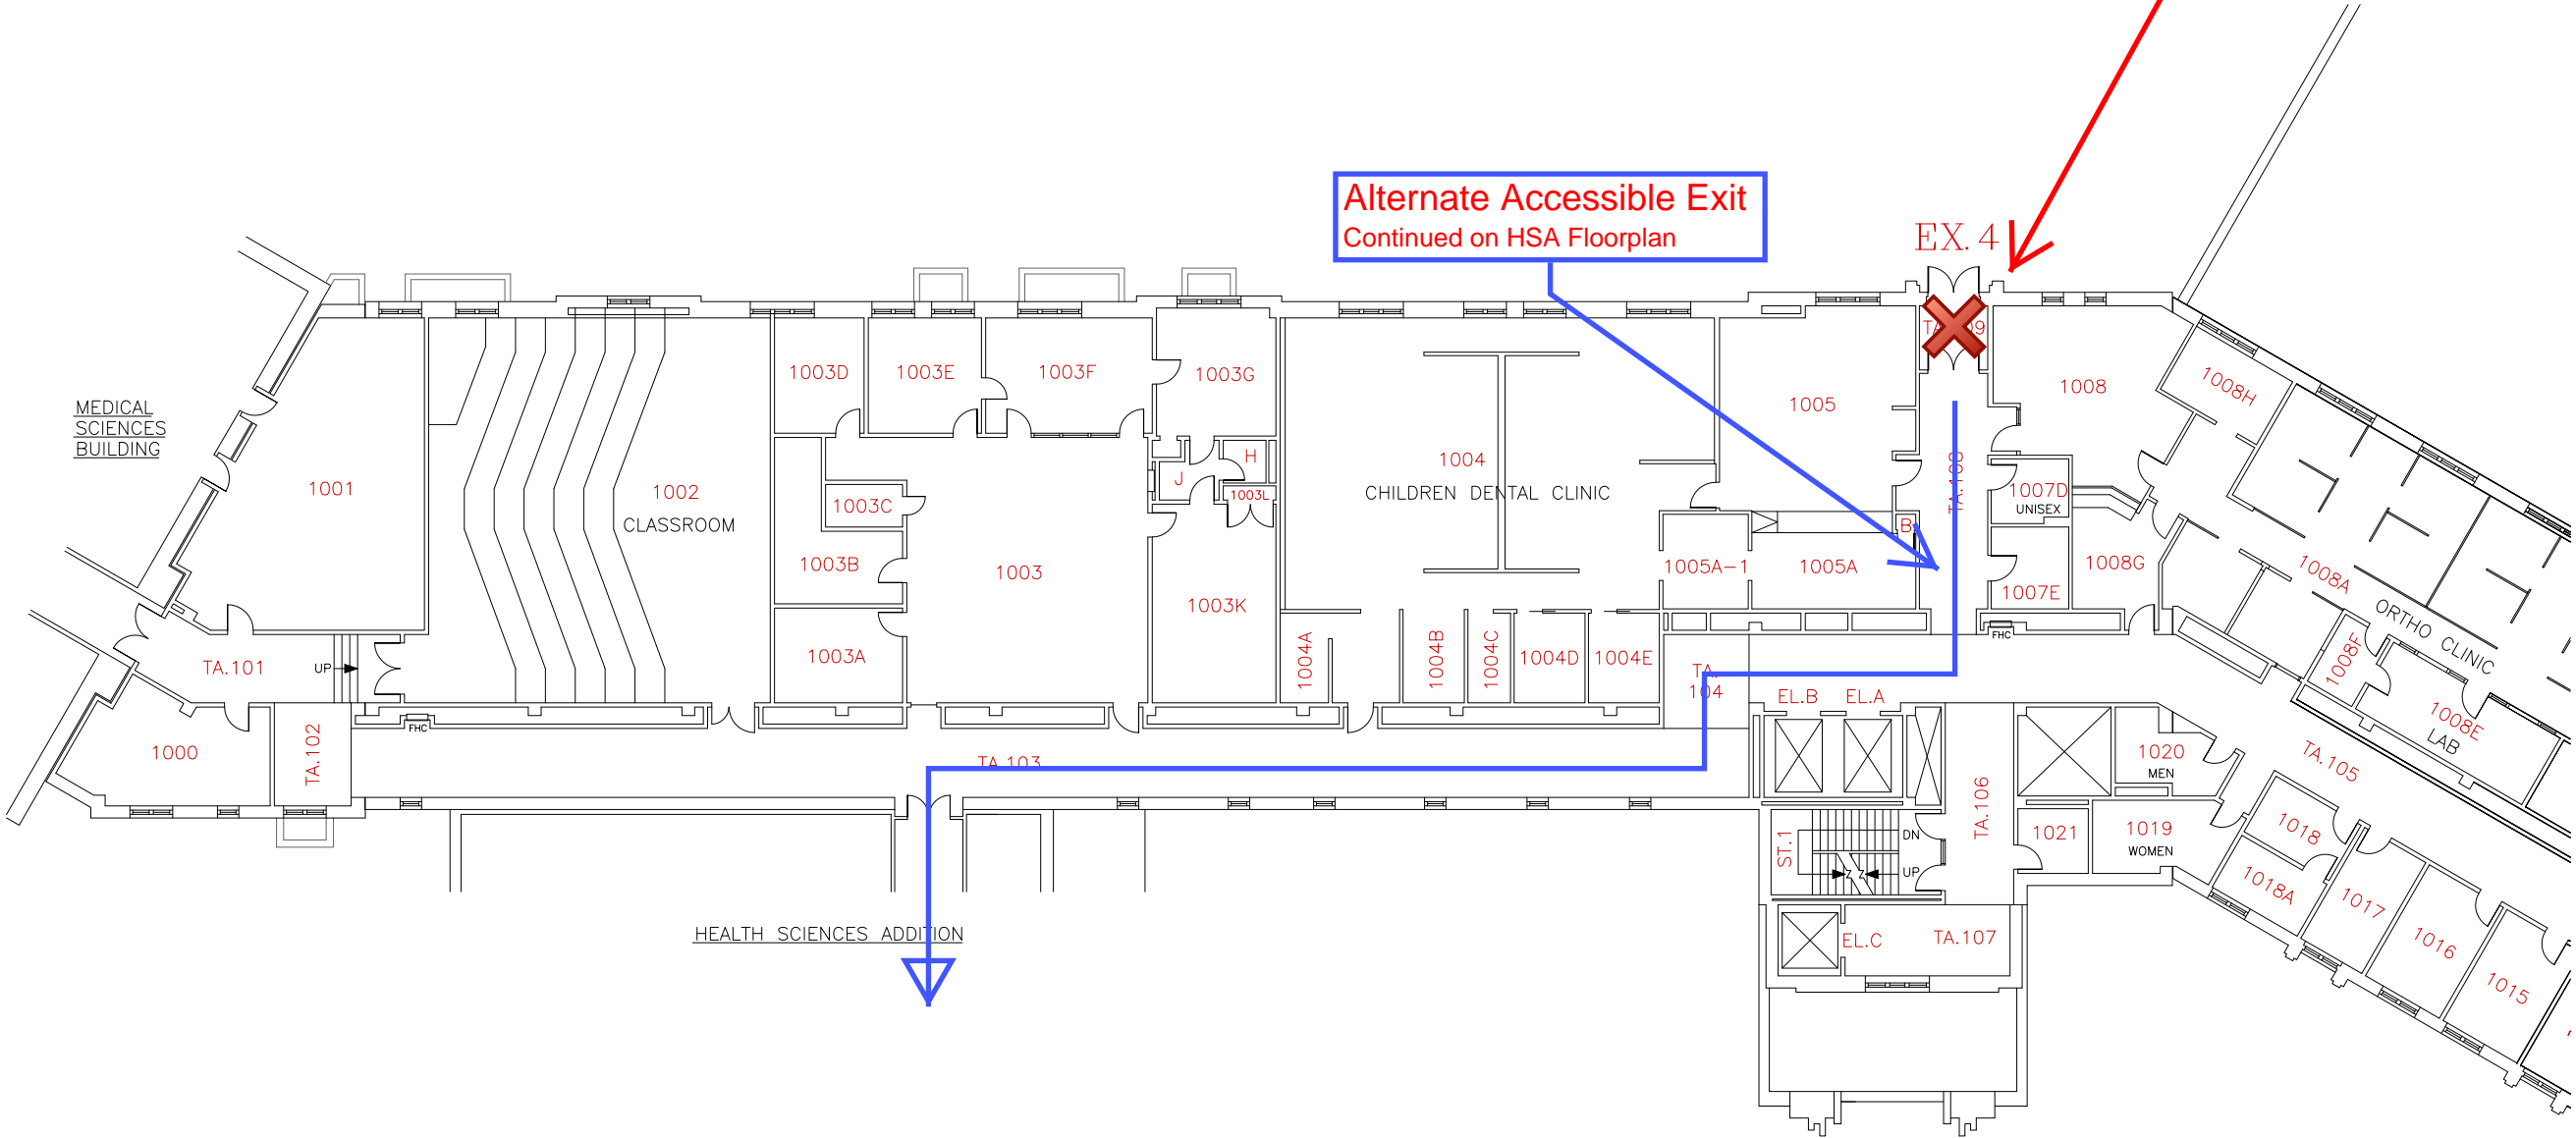 Alternate Accessible Exit
Continued on HSA Floorplan
EX. 4
MEDICAL
SCIENCES
BUILDING
1001
1002
CLASSROOM
1003D
1003E
1003F
1003G
H
J
1003L
1003C
1003B
1003
1003A
1003K
1004
CHILDREN DENTAL CLINIC
1004A
1004B
1004C
1004D
1004E
1005
B
1005A-1
1005A
TA.
104
TA.108
1007D
UNISEX
1007E
1008
1008H
1008G
1008A
ORTHO CLINIC
1008F
1008E
LAB
FHC
TA.101
UP
1000
TA.102
FHC
TA.103
EL.B
EL.A
TA.106
1020
MEN
TA.105
1021
1019
WOMEN
1018
1018A
1017
1016
1015
ST.1
DN
UP
EL.C
TA.107
HEALTH SCIENCES ADDITION